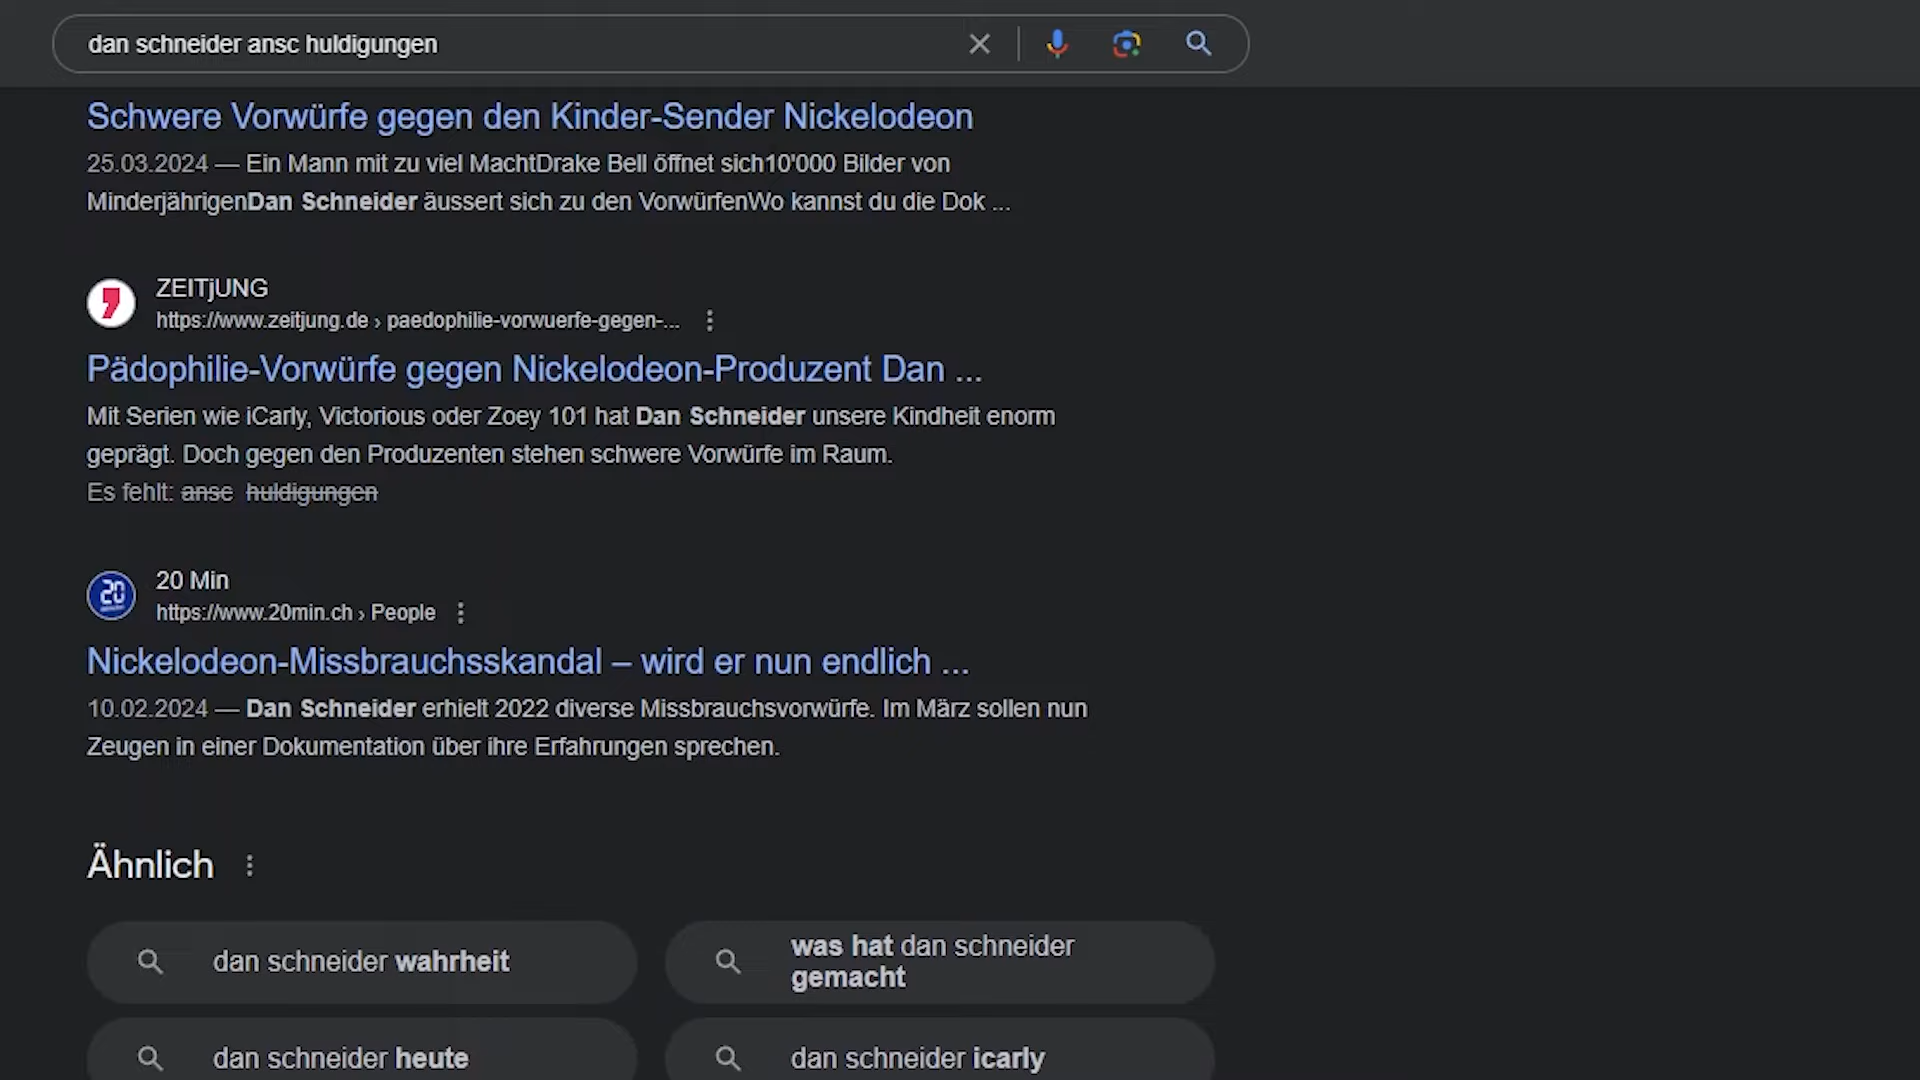 dan schneider ansc huldigungen
Schwere Vorwürfe gegen den Kinder-Sender Nickelodeon
25.03.2024 — Ein Mann mit zu viel MachtDrake Bell öffnet sich10'000 Bilder von
MinderjährigenDan Schneider äussert sich zu den VorwürfenWo kannst du die Dok ...
ZEITjUNG
https://www.zeitjung.de › paedophilie-vorwuerfe-gegen-...
Pädophilie-Vorwürfe gegen Nickelodeon-Produzent Dan ...
Mit Serien wie iCarly, Victorious oder Zoey 101 hat Dan Schneider unsere Kindheit enorm
geprägt. Doch gegen den Produzenten stehen schwere Vorwürfe im Raum.
Es fehlt: ansc huldigungen
20
20 Min
https://www.20min.ch › People
Nickelodeon-Missbrauchsskandal – wird er nun endlich ...
10.02.2024 — Dan Schneider erhielt 2022 diverse Missbrauchsvorwürfe. Im März sollen nun
Zeugen in einer Dokumentation über ihre Erfahrungen sprechen.
Ähnlich
dan schneider wahrheit
was hat dan schneider
gemacht
dan schneider heute
dan schneider icarly